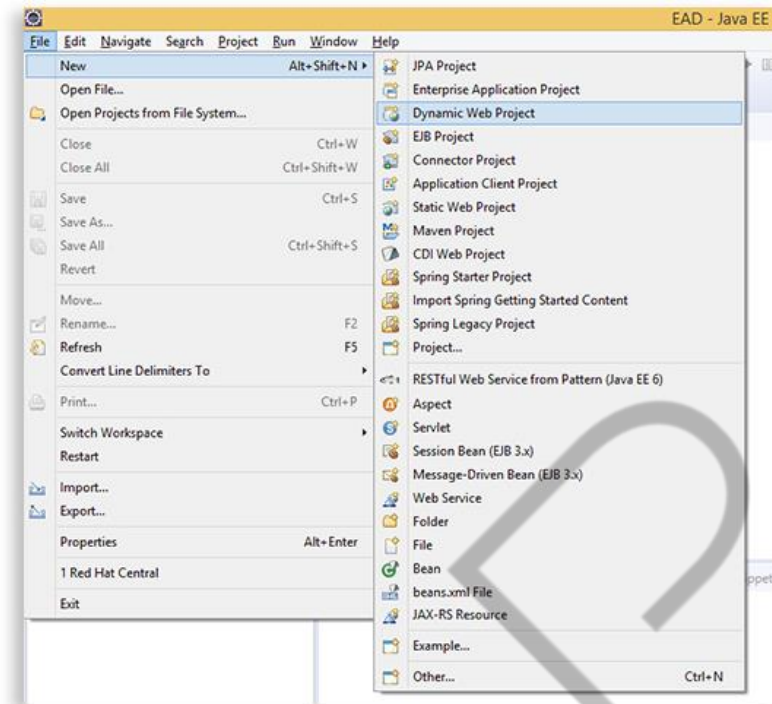 EAD - Java EE
File Edit Navigate Search Project Run Window Help
New Alt+Shift+N
Open File...
Open Projects from File System...
Close Ctrl+W
Close All Ctrl+Shift+W
Save Ctrl+S
Save As...
Save All Ctrl+Shift+S
Revert
Move...
Rename... F2
Refresh F5
Convert Line Delimiters To
Print... Ctrl+P
Switch Workspace
Restart
Import...
Export...
Properties Alt+Enter
1 Red Hat Central
Exit
JPA Project
Enterprise Application Project
Dynamic Web Project
EJB Project
Connector Project
Application Client Project
Static Web Project
Maven Project
CDI Web Project
Spring Starter Project
Import Spring Getting Started Content
Spring Legacy Project
Project...
RESTful Web Service from Pattern (Java EE 6)
Aspect
Servlet
Session Bean (EJB 3.x)
Message-Driven Bean (EJB 3.x)
Web Service
Folder
File
Bean
beans.xml File
JAX-RS Resource
Example...
Other... Ctrl+N